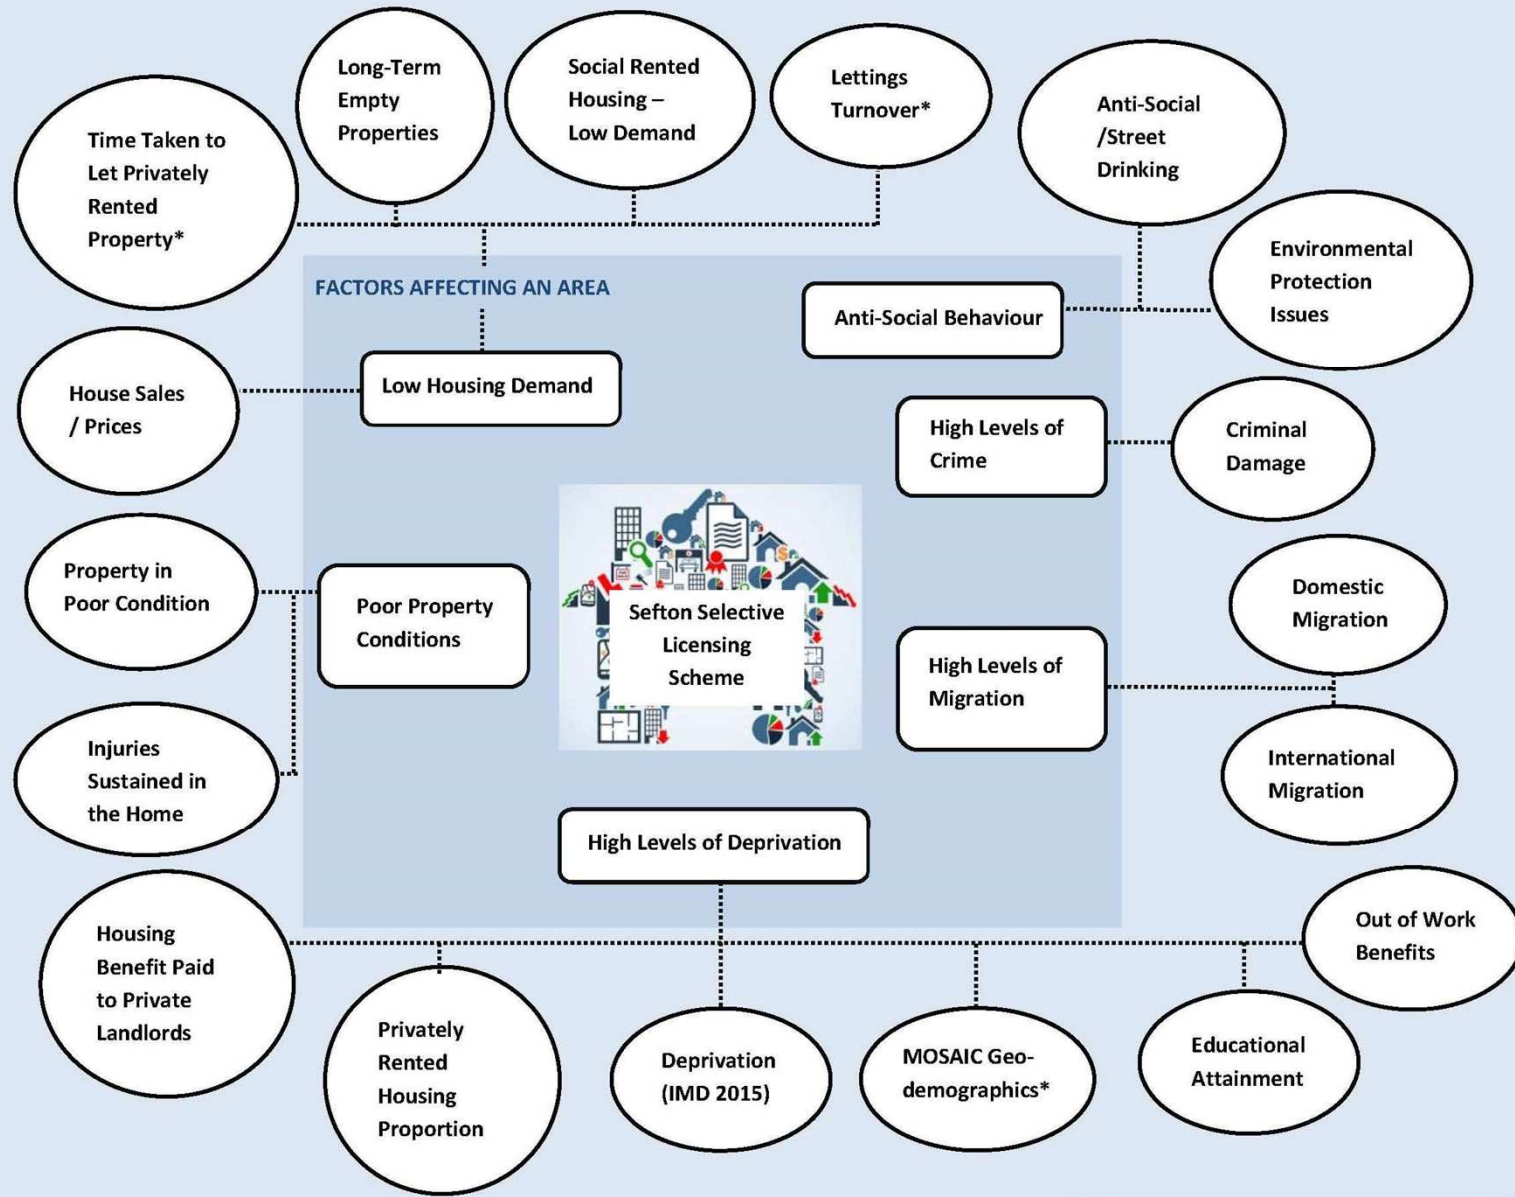 Long-Term
Empty
Properties
Social Rented
Housing –
Low Demand
Lettings
Turnover*
Anti-Social
/Street
Drinking
Time Taken to
Let Privately
Rented
Property*
Environmental
Protection
Issues
FACTORS AFFECTING AN AREA
Anti-Social Behaviour
Low Housing Demand
House Sales
/ Prices
High Levels of
Crime
Criminal
Damage
Property in
Poor Condition
Poor Property
Conditions
Sefton Selective
Licensing
Scheme
Domestic
Migration
High Levels of
Migration
International
Migration
Injuries
Sustained in
the Home
High Levels of Deprivation
Housing
Benefit Paid
to Private
Landlords
Out of Work
Benefits
Privately
Rented
Housing
Proportion
Deprivation
(IMD 2015)
MOSAIC Geo-
demographics*
Educational
Attainment